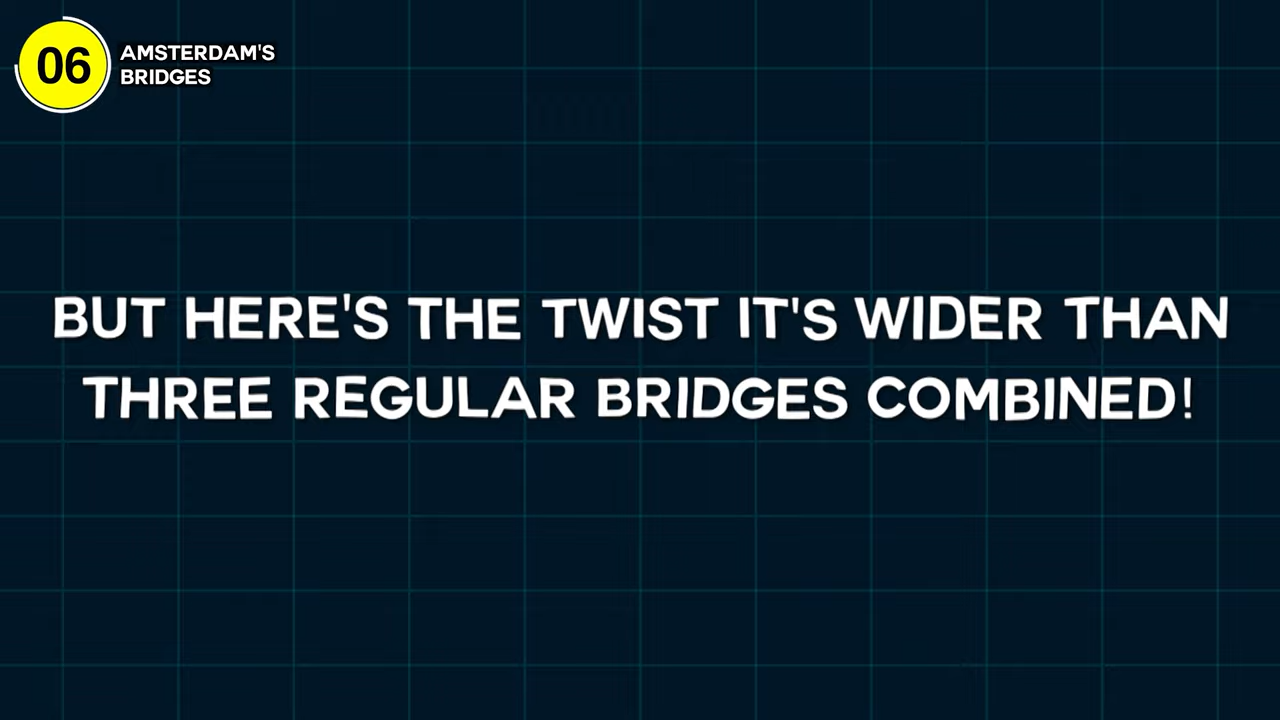 06
AMSTERDAM'S
BRIDGES
BUT HERE'S THE TWIST IT'S WIDER THAN
THREE REGULAR BRIDGES COMBINED!